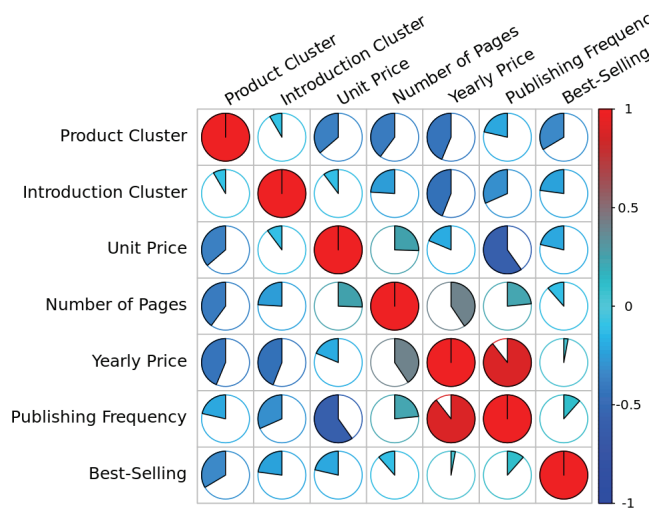 Product Cluster
Introduction Cluster
Unit Price
Number of Pages
Yearly Price
Publishing Frequenc
Best-Selling
Product Cluster
Introduction Cluster
Unit Price
Number of Pages
Yearly Price
Publishing Frequency
Best-Selling
1
0.5
0
-0.5
-1